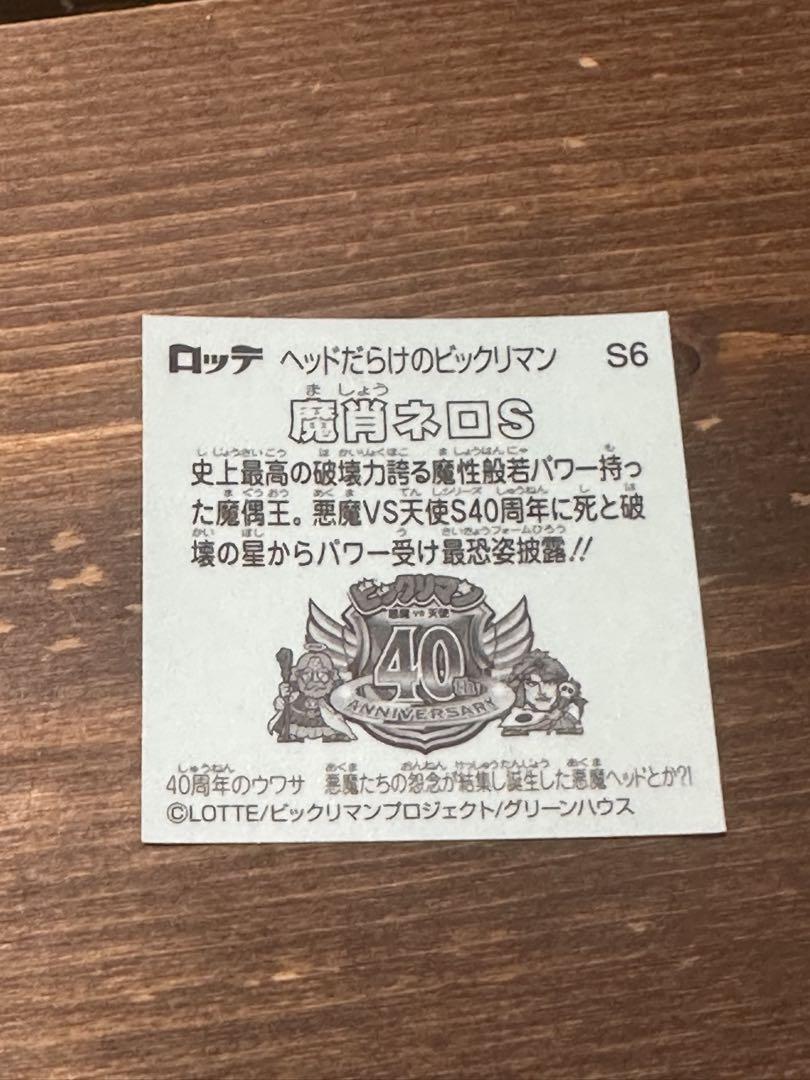 ロッテ ヘッドだらけのビックリマン S6
ま しょう
魔肖ネロS
し じょうさいこう は かいりょくほこ ま しょうはんにゃ も
史上最高の破壊力誇る魔性般若パワー持っ
ま ぐうおう あく ま てん しシリーズ しゅうねん し は
た魔偶王。悪魔VS天使S40周年に死と破
かい ほし う さいきょうフォームひろう
壊の星からパワー受け最恐姿披露!!
ビックリマン
悪魔 VS 天使
40th
ANNIVERSARY
しゅうねん あくま おんねん けっしゅうたんじょう あくま
40周年のウワサ 悪魔たちの怨念が結集し誕生した悪魔ヘッドとか?!
©LOTTE/ビックリマンプロジェクト/グリーンハウス